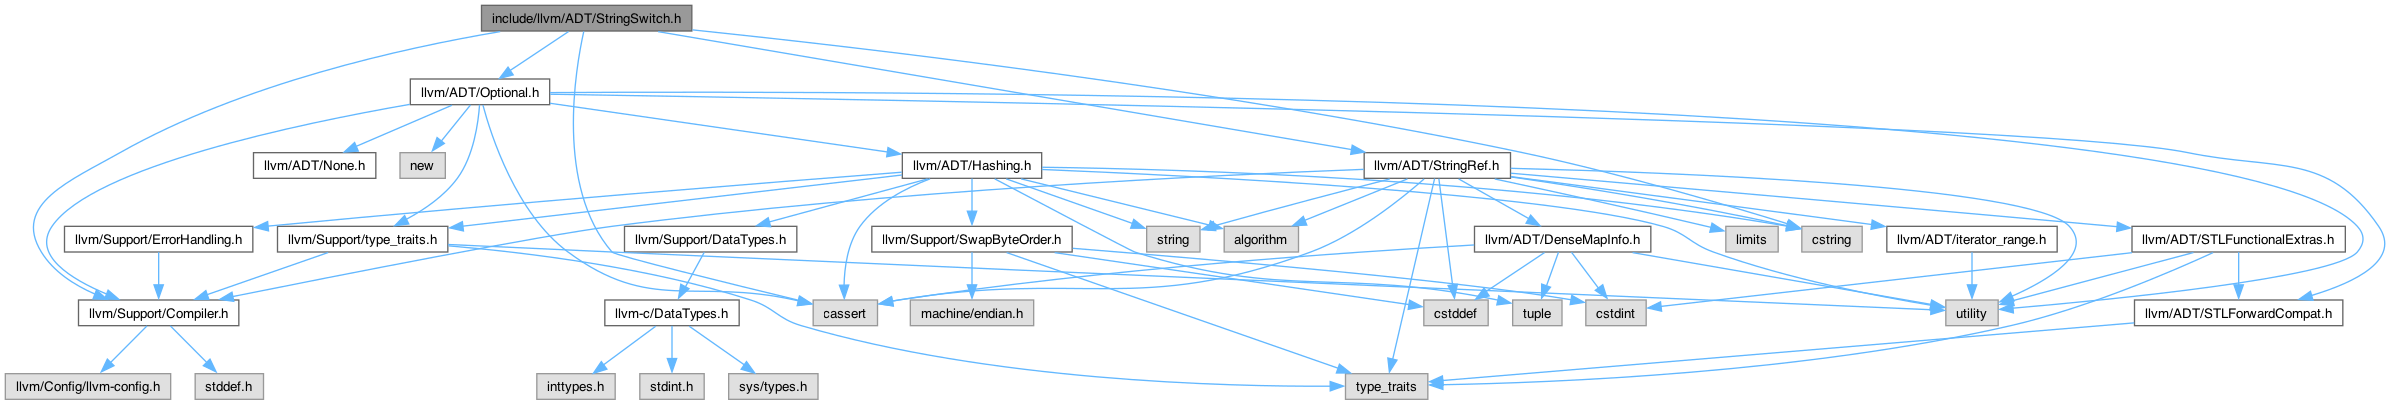 include/llvm/ADT/StringSwitch.h
llvm/ADT/Optional.h
llvm/ADT/None.h
new
llvm/ADT/Hashing.h
llvm/ADT/StringRef.h
llvm/Support/ErrorHandling.h
llvm/Support/type_traits.h
llvm/Support/DataTypes.h
llvm/Support/SwapByteOrder.h
string
algorithm
llvm/ADT/DenseMapInfo.h
limits
cstring
llvm/ADT/iterator_range.h
llvm/ADT/STLFunctionalExtras.h
llvm/Support/Compiler.h
llvm-c/DataTypes.h
cassert
machine/endian.h
cstddef
tuple
cstdint
utility
llvm/ADT/STLForwardCompat.h
llvm/Config/llvm-config.h
stddef.h
inttypes.h
stdint.h
sys/types.h
type_traits